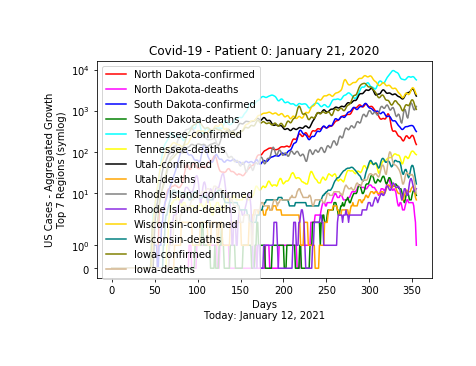 Covid-19 - Patient 0: January 21, 2020
US Cases - Aggregated Growth
Top 7 Regions (symlog)
10⁴
10³
10²
10¹
10⁰
0
North Dakota-confirmed
North Dakota-deaths
South Dakota-confirmed
South Dakota-deaths
Tennessee-confirmed
Tennessee-deaths
Utah-confirmed
Utah-deaths
Rhode Island-confirmed
Rhode Island-deaths
Wisconsin-confirmed
Wisconsin-deaths
Iowa-confirmed
Iowa-deaths
0 50 100 150 200 250 300 350
Days
Today: January 12, 2021